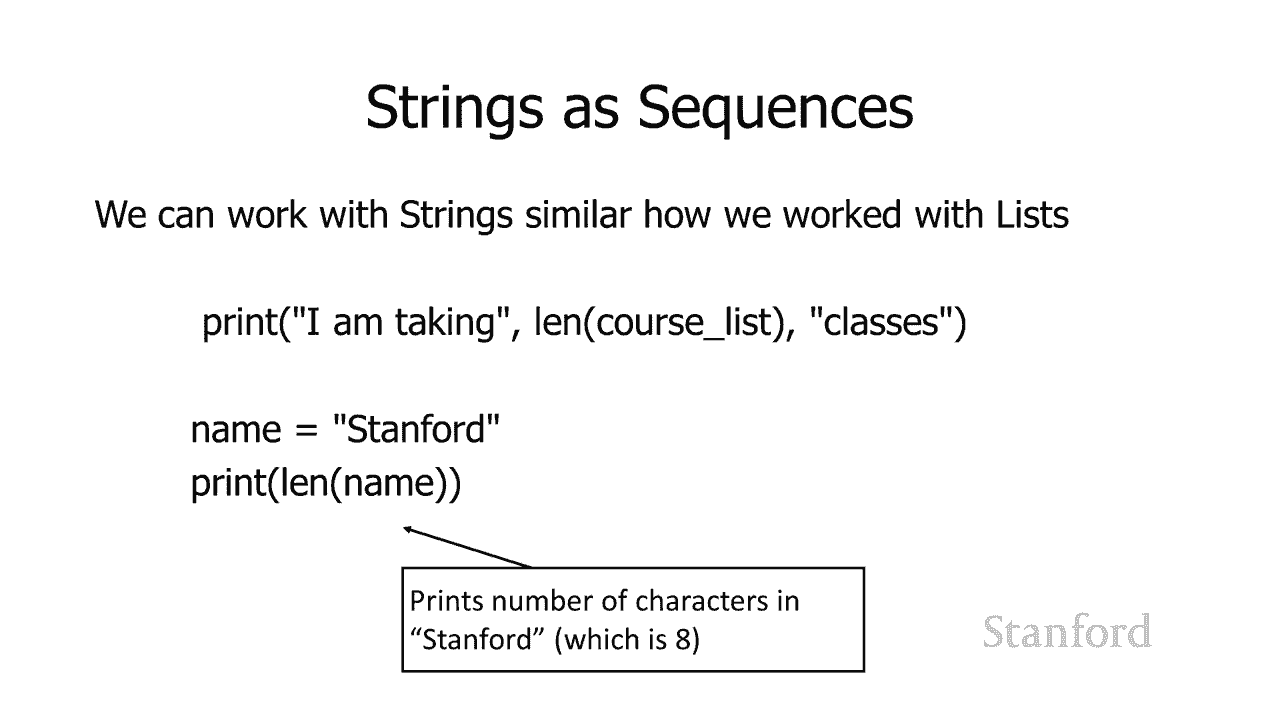 Strings as Sequences
We can work with Strings similar how we worked with Lists
print("I am taking", len(course_list), "classes")
name = "Stanford"
print(len(name))
Prints number of characters in
“Stanford” (which is 8)
Stanford